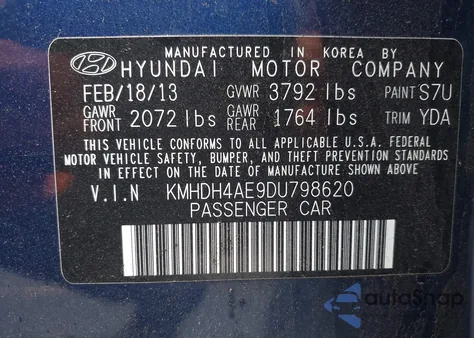 MANUFACTURED IN KOREA BY
HYUNDAI MOTOR COMPANY
FEB/18/13 GVWR 3792 lbs PAINT S7U
GAWR FRONT 2072 lbs GAWR REAR 1764 lbs TRIM YDA
THIS VEHICLE CONFORMS TO ALL APPLICABLE U.S.A. FEDERAL
MOTOR VEHICLE SAFETY, BUMPER, AND THEFT PREVENTION STANDARDS
IN EFFECT ON THE DATE OF MANUFACTURE SHOWN ABOVE.
V.I.N KMHDH4AE9DU798620
PASSENGER CAR
autoSnap